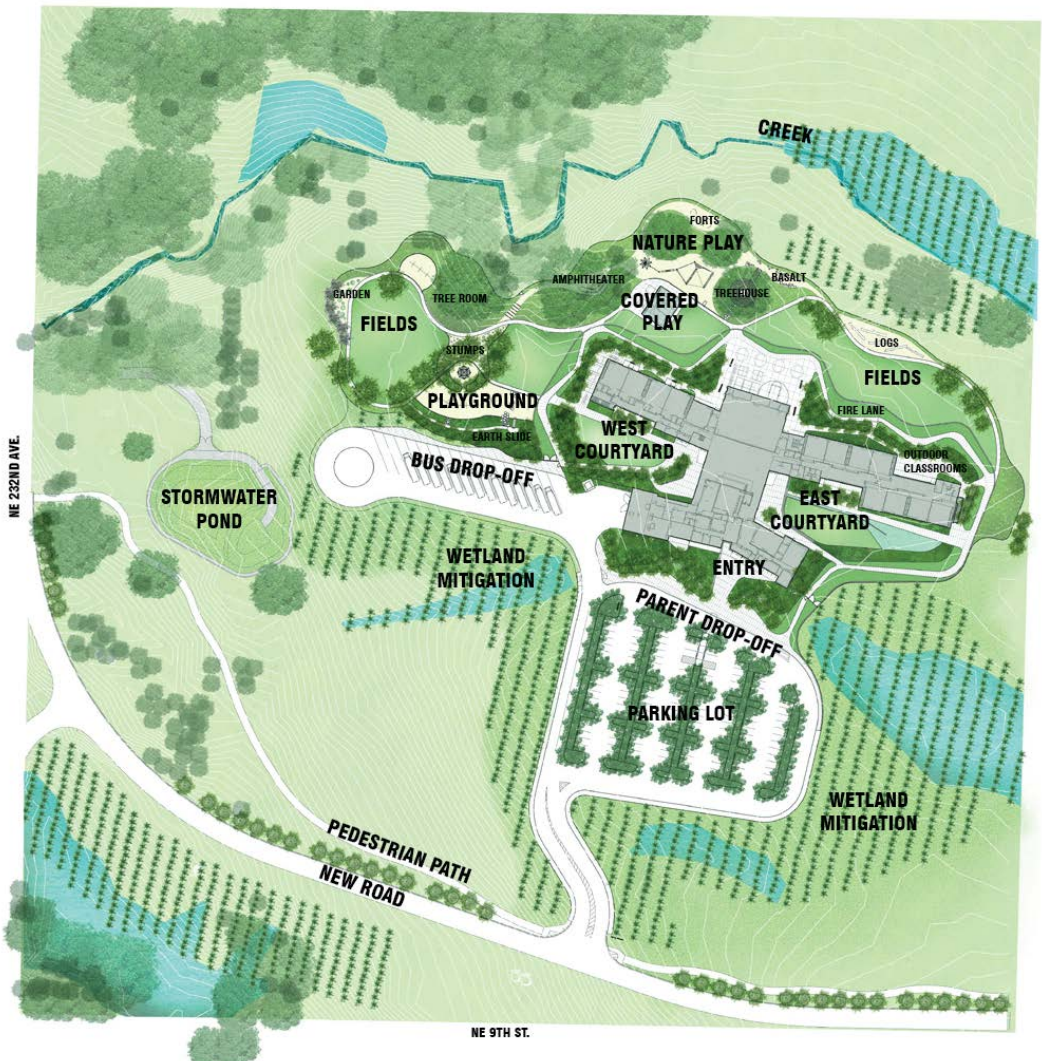 CREEK
FORTS
NATURE PLAY
BASALT
AMPHITHEATER
TREEHOUSE
GARDEN
TREE ROOM
COVERED
PLAY
FIELDS
LOGS
STUMPS
FIELDS
PLAYGROUND
FIRE LANE
WEST
COURTYARD
EARTH SLIDE
OUTDOOR
CLASSROOMS
BUS DROP-OFF
NE 232ND AVE.
STORMWATER
POND
EAST
COURTYARD
WETLAND
MITIGATION
ENTRY
PARENT DROP-OFF
PARKING LOT
WETLAND
MITIGATION
PEDESTRIAN PATH
NEW ROAD
NE 9TH ST.